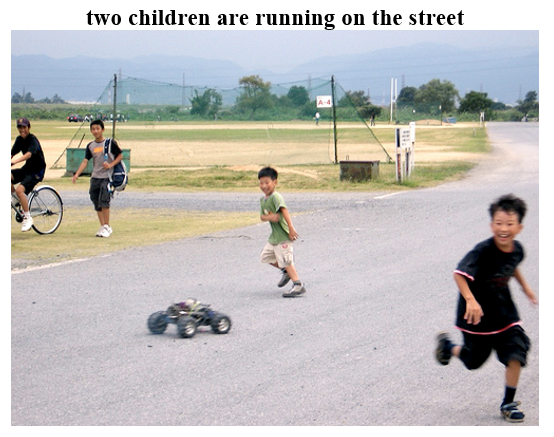 two children are running on the street
A-4